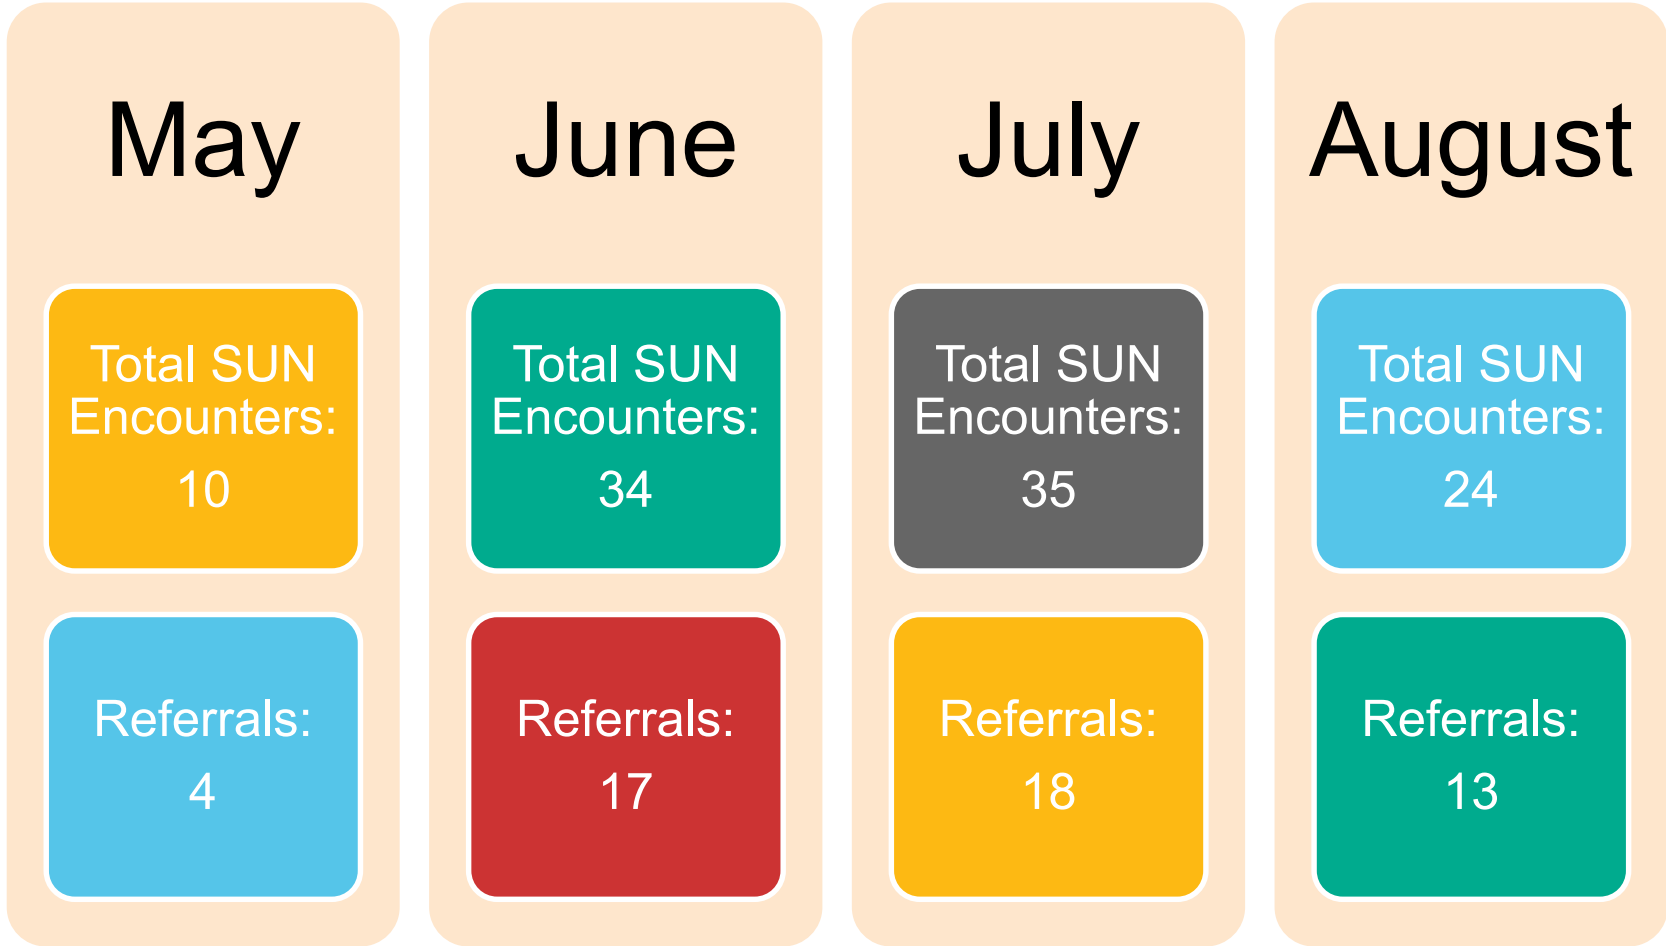 May
Total SUN
Encounters:
10
Referrals:
4
June
Total SUN
Encounters:
34
Referrals:
17
July
Total SUN
Encounters:
35
Referrals:
18
August
Total SUN
Encounters:
24
Referrals:
13